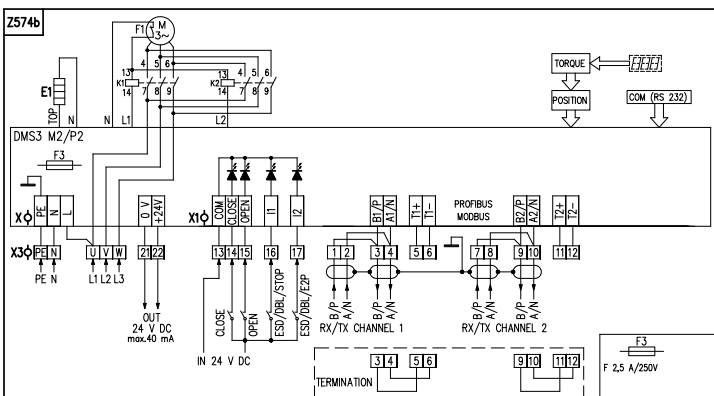 Z574b
F1
M
3~
4 5 6
4 5 6
13
K1
14
7 8 9
13
K2
14
7 8 9
E1
TOP
N
N
L1
L2
TORQUE
POSITION
COM (RS 232)
DMS3 M2/P2
F3
X
PE
N
L
0 V
+24V
X1
COM
CLOSE
OPEN
I1
I2
B1/P
A1/N
T1+
T1-
PROFIBUS
MODBUS
B2/P
A2/N
T2+
T2-
X3
PE N
U V W
21 22
13 14 15
16
17
1 2
3 4
5 6
7 8
9 10
11 12
PE N
L1 L2 L3
OUT
24 V DC
max.40 mA
CLOSE
OPEN
ESD/DBL/STOP
ESD/DBL/E2P
IN 24 V DC
B/P
A/N
B/P
A/N
RX/TX CHANNEL 1
B/P
A/N
B/P
A/N
RX/TX CHANNEL 2
TERMINATION
3 4
5 6
9 10
11 12
F3
F 2,5 A/250V